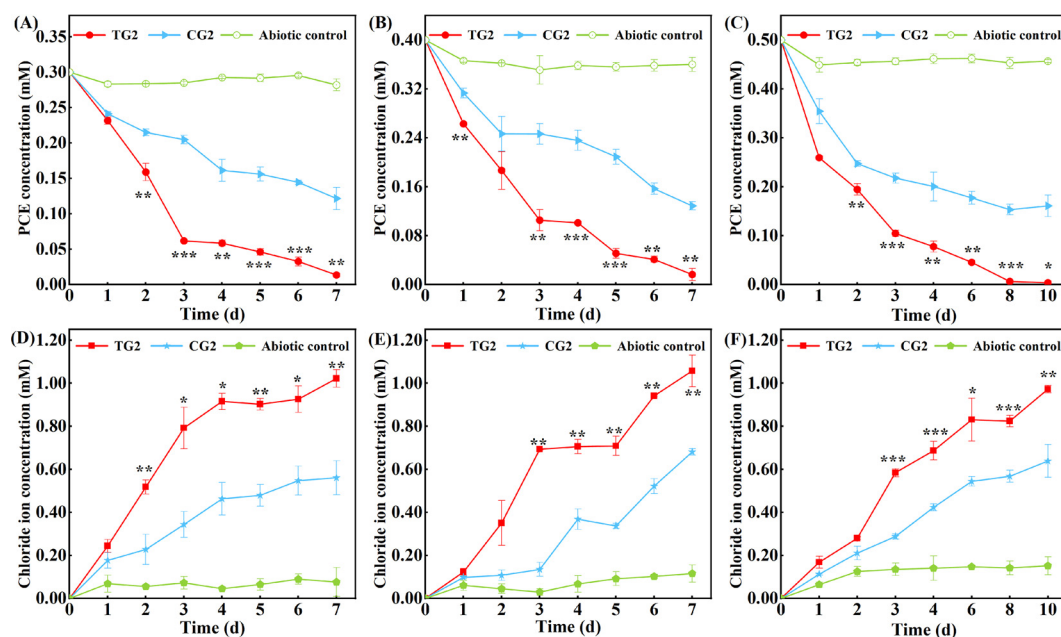 (A) TG2 CG2 Abiotic control
PCE concentration (mM)
0.35
0.30
0.25
0.20
0.15
0.10
0.05
0.00
** *** ** *** *** **
0 1 2 3 4 5 6 7
Time (d)
(B) TG2 CG2 Abiotic control
PCE concentration (mM)
0.40
0.32
0.24
0.16
0.08
0.00
** ** *** *** ** **
0 1 2 3 4 5 6 7
Time (d)
(C) TG2 CG2 Abiotic control
PCE concentration (mM)
0.50
0.40
0.30
0.20
0.10
0.00
** *** ** ** *** *
0 1 2 3 4 6 8 10
Time (d)
(D) TG2 CG2 Abiotic control
Chloride ion concentration (mM)
1.20
1.00
0.80
0.60
0.40
0.20
0.00
** * * ** * **
0 1 2 3 4 5 6 7
Time (d)
(E) TG2 CG2 Abiotic control
Chloride ion concentration (mM)
1.20
1.00
0.80
0.60
0.40
0.20
0.00
** ** ** ** **
0 1 2 3 4 5 6 7
Time (d)
(F) TG2 CG2 Abiotic control
Chloride ion concentration (mM)
1.20
1.00
0.80
0.60
0.40
0.20
0.00
*** *** * *** **
0 1 2 3 4 6 8 10
Time (d)